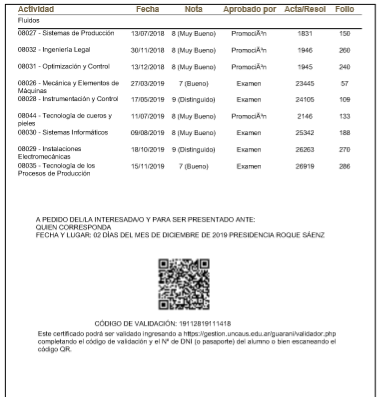 Actividad Fecha Nota Aprobado por Acta/Resol Folio
Fluidos
08027 - Sistemas de Producción 13/07/2018 8 (Muy Bueno) PromociÃ³n 1831 150
08032 - Ingeniería Legal 30/11/2018 8 (Muy Bueno) PromociÃ³n 1946 260
08031 - Optimización y Control 13/12/2018 8 (Muy Bueno) PromociÃ³n 1945 240
08026 - Mecánica y Elementos de 27/03/2019 7 (Bueno) Examen 23445 57
Máquinas
08028 - Instrumentación y Control 17/05/2019 9 (Distinguido) Examen 24105 109
08044 - Tecnología de cueros y 11/07/2019 8 (Muy Bueno) PromociÃ³n 2146 133
pieles
08030 - Sistemas Informáticos 09/08/2019 8 (Muy Bueno) Examen 25342 188
08029 - Instalaciones 18/10/2019 9 (Distinguido) Examen 26263 270
Electromecánicas
08035 - Tecnología de los 15/11/2019 7 (Bueno) Examen 26919 286
Procesos de Producción
A PEDIDO DEL/LA INTERESADA/O Y PARA SER PRESENTADO ANTE:
QUIEN CORRESPONDA
FECHA Y LUGAR: 02 DÍAS DEL MES DE DICIEMBRE DE 2019 PRESIDENCIA ROQUE SÁENZ
CÓDIGO DE VALIDACIÓN: 19112819111418
Este certificado podrá ser validado ingresando a https://gestion.uncaus.edu.ar/guarani/validador.php
completando el código de validación y el Nº de DNI (o pasaporte) del alumno o bien escaneando el
código QR.